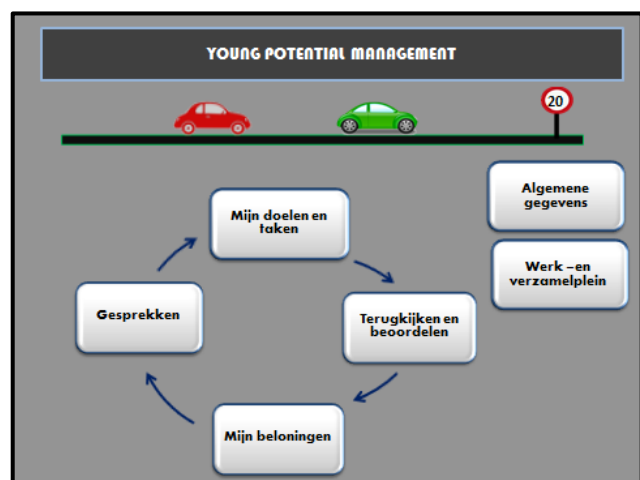 YOUNG POTENTIAL MANAGEMENT
20
Algemene
gegevens
Mijn doelen en
taken
Werk –en
verzamelplein
Gesprekken
Terugkijken en
beoordelen
Mijn beloningen